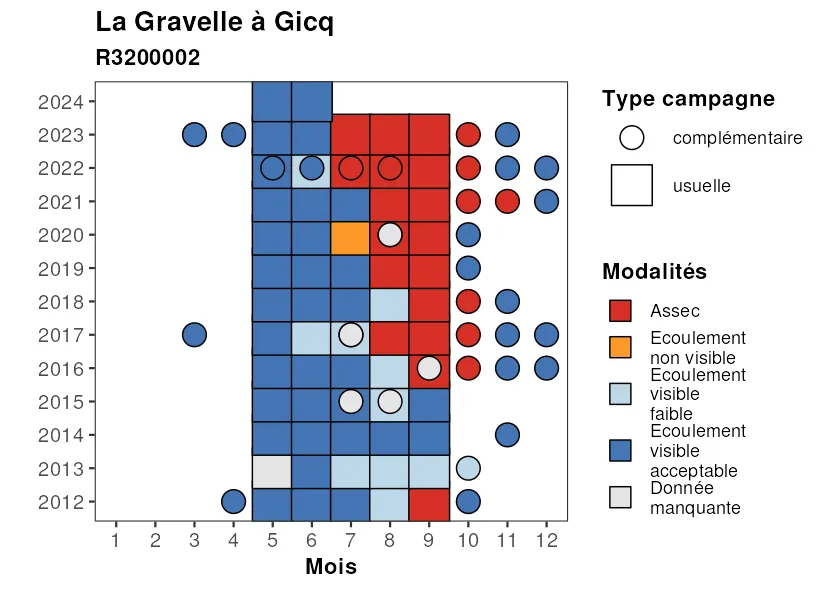 La Gravelle à Gicq
R3200002
2024
2023
2022
2021
2020
2019
2018
2017
2016
2015
2014
2013
2012
1 2 3 4 5 6 7 8 9 10 11 12
Mois
Type campagne
complémentaire
usuelle
Modalités
Assec
Ecoulement
non visible
Ecoulement
visible
faible
Ecoulement
visible
acceptable
Donnée
manquante